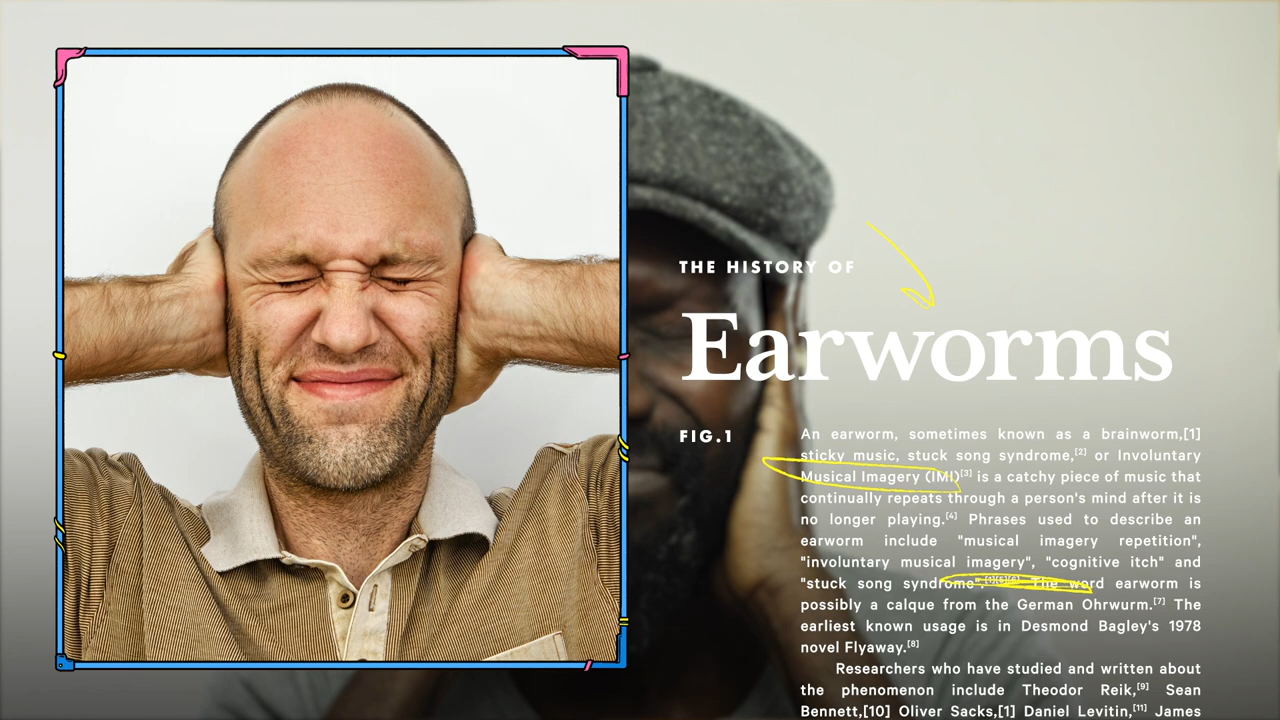 THE HISTORY OF
Earworms
FIG.1
An earworm, sometimes known as a brainworm,[1]
sticky music, stuck song syndrome,[2] or Involuntary
Musical Imagery (IMI)[3] is a catchy piece of music that
continually repeats through a person's mind after it is
no longer playing.[4] Phrases used to describe an
earworm include "musical imagery repetition",
"involuntary musical imagery", "cognitive itch" and
"stuck song syndrome". The word earworm is
possibly a calque from the German Ohrwurm.[7] The
earliest known usage is in Desmond Bagley's 1978
novel Flyaway.[8]
Researchers who have studied and written about
the phenomenon include Theodor Reik,[9] Sean
Bennett,[10] Oliver Sacks,[1] Daniel Levitin,[11] James